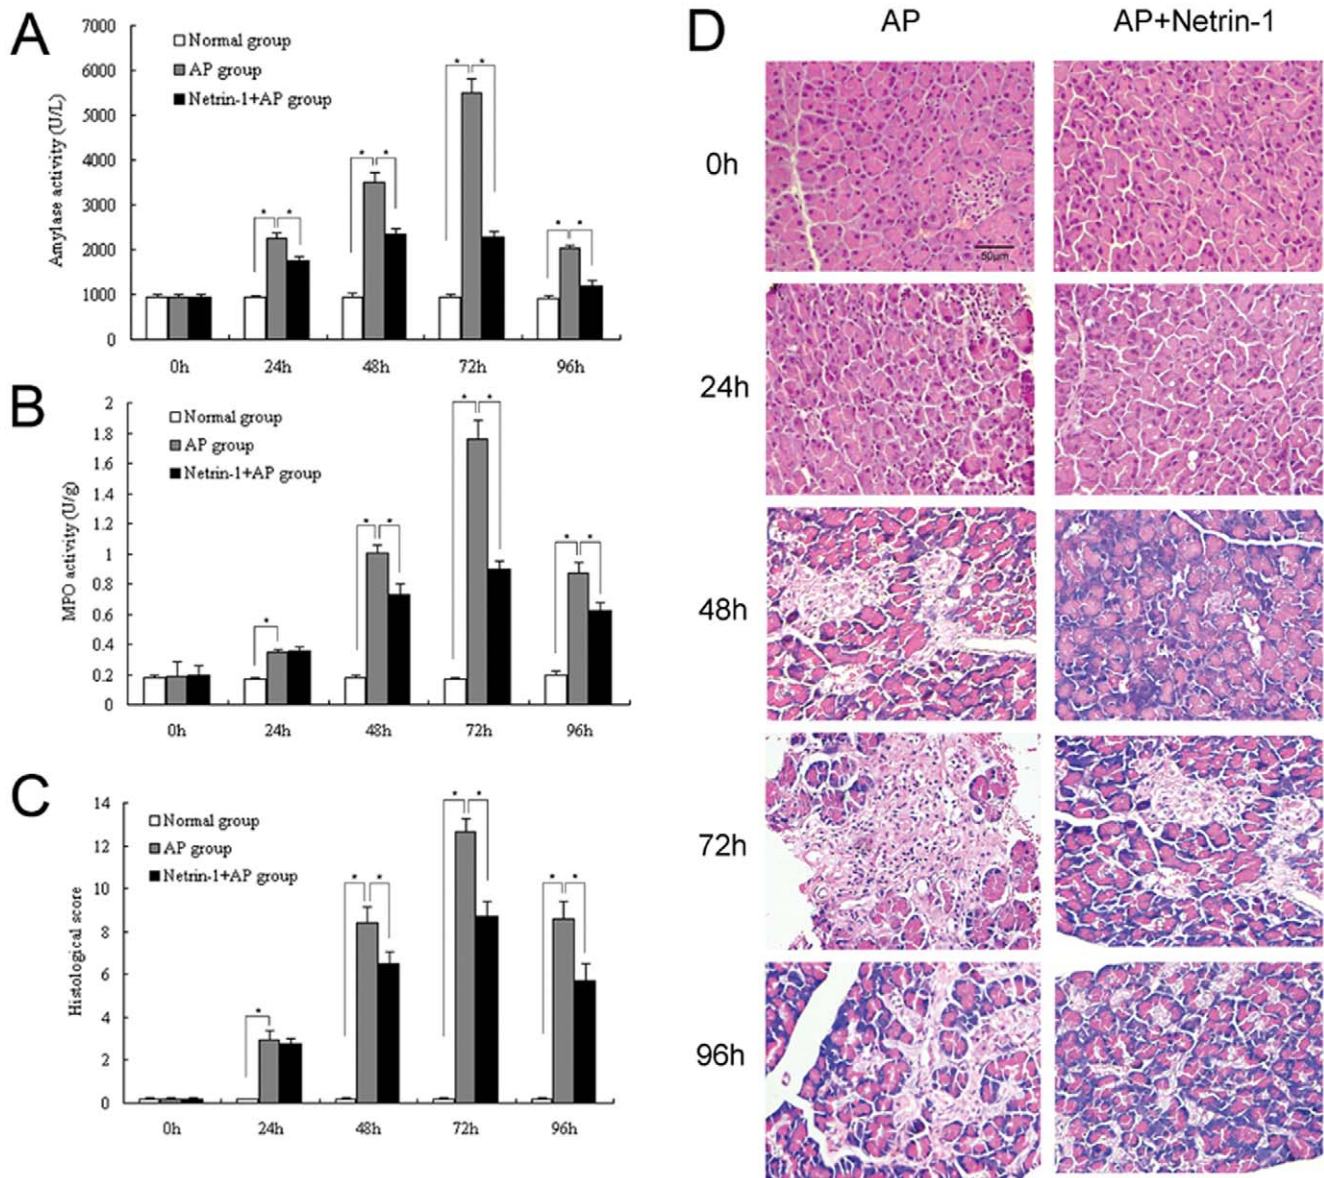 A
7000
6000
5000
4000
3000
2000
1000
0
Amylase activity (U/L)
Normal group
AP group
Netrin-1+AP group
* *
* *
* *
* *
0h 24h 48h 72h 96h
B
2
1.8
1.6
1.4
1.2
1
0.8
0.6
0.4
0.2
0
MPO activity (U/g)
Normal group
AP group
Netrin-1+AP group
*
* *
* *
* *
0h 24h 48h 72h 96h
C
14
12
10
8
6
4
2
0
Histological score
Normal group
AP group
Netrin-1+AP group
*
* *
* *
* *
0h 24h 48h 72h 96h
D
AP AP+Netrin-1
0h
50μm
24h
48h
72h
96h